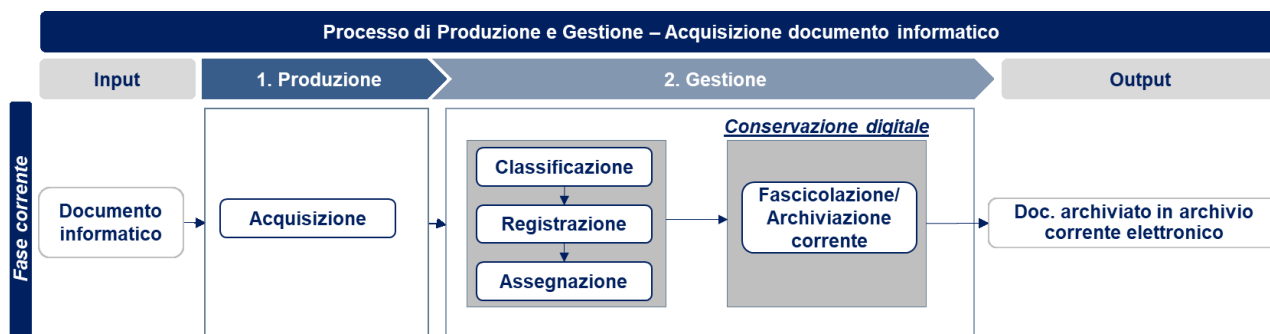 Processo di Produzione e Gestione – Acquisizione documento informatico
Input
1. Produzione
2. Gestione
Output
Fase corrente
Documento
informatico
Acquisizione
Classificazione
Registrazione
Assegnazione
Conservazione digitale
Fascicolazione/
Archiviazione
corrente
Doc. archiviato in archivio
corrente elettronico